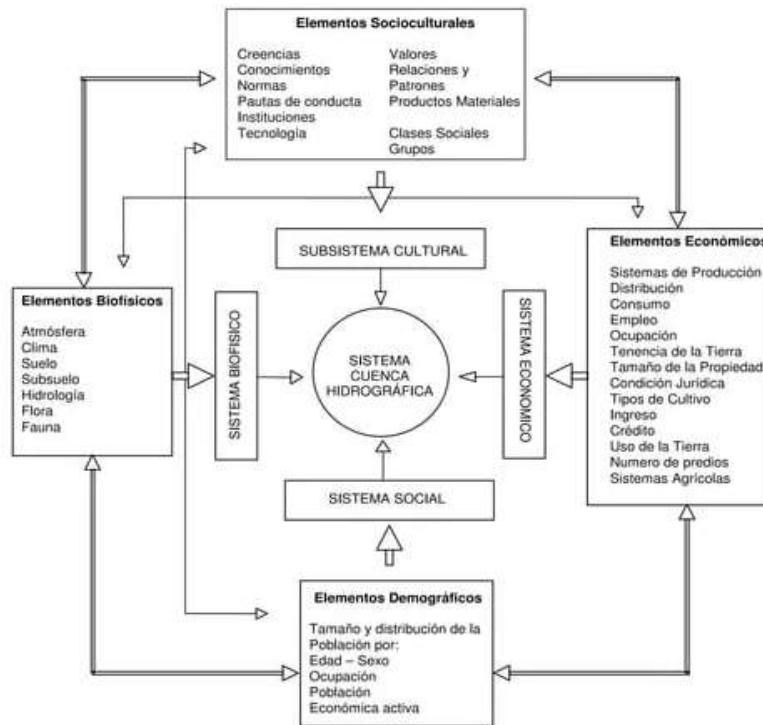 Elementos Socioculturales
Creencias
Conocimientos
Normas
Pautas de conducta
Instituciones
Tecnología
Valores
Relaciones y
Patrones
Productos Materiales
Clases Sociales
Grupos
SUBSISTEMA CULTURAL
Elementos Biofísicos
Atmósfera
Clima
Suelo
Subsuelo
Hidrología
Flora
Fauna
SISTEMA BIOFISICO
SISTEMA
CUENCA
HIDROGRÁFICA
SISTEMA ECONOMICO
Elementos Económicos
Sistemas de Producción
Distribución
Consumo
Empleo
Ocupación
Tenencia de la Tierra
Tamaño de la Propiedad
Condición Jurídica
Tipos de Cultivo
Ingreso
Crédito
Uso de la Tierra
Numero de predios
Sistemas Agrícolas
SISTEMA SOCIAL
Elementos Demográficos
Tamaño y distribución de la
Población por:
Edad – Sexo
Ocupación
Población
Económica activa